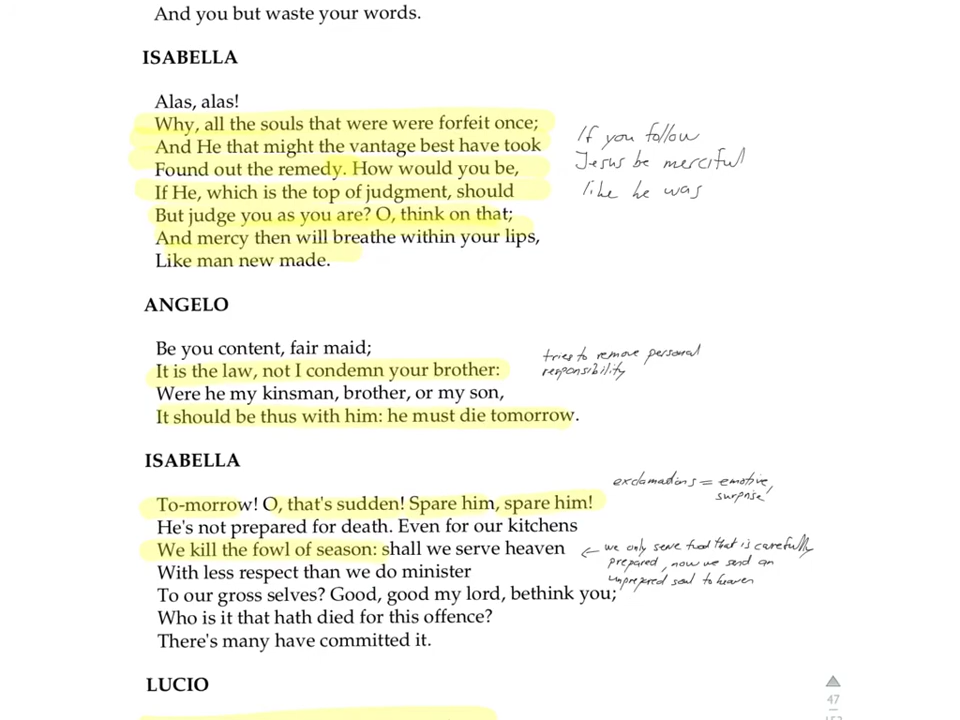 And you but waste your words.
ISABELLA
Alas, alas!
Why, all the souls that were were forfeit once;
And He that might the vantage best have took
Found out the remedy. How would you be,
If He, which is the top of judgment, should
But judge you as you are? O, think on that;
And mercy then will breathe within your lips,
Like man new made.
If you follow
Jesus be merciful
like he was
ANGELO
Be you content, fair maid;
It is the law, not I condemn your brother:
Were he my kinsman, brother, or my son,
It should be thus with him: he must die tomorrow.
tries to remove personal
responsibility
ISABELLA
To-morrow! O, that's sudden! Spare him, spare him!
He's not prepared for death. Even for our kitchens
We kill the fowl of season: shall we serve heaven
With less respect than we do minister
To our gross selves? Good, good my lord, bethink you;
Who is it that hath died for this offence?
There's many have committed it.
exclamations = emotive,
surprise
← we only serve food that is carefully
prepared, now we send an
unprepared soul to heaven
LUCIO
47